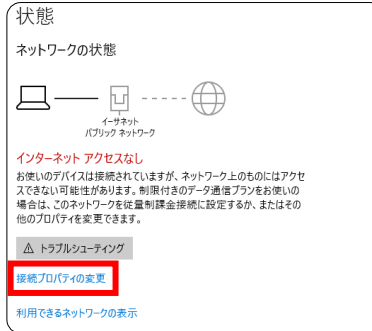 状態
ネットワークの状態
イーサネット
パブリック ネットワーク
インターネット アクセスなし
お使いのデバイスは接続されていますが、ネットワーク上のものにはアクセ
スできない可能性があります。制限付きのデータ通信プランをお使いの
場合は、このネットワークを従量制課金接続に設定するか、またはその
他のプロパティを変更できます。
トラブルシューティング
接続プロパティの変更
利用できるネットワークの表示